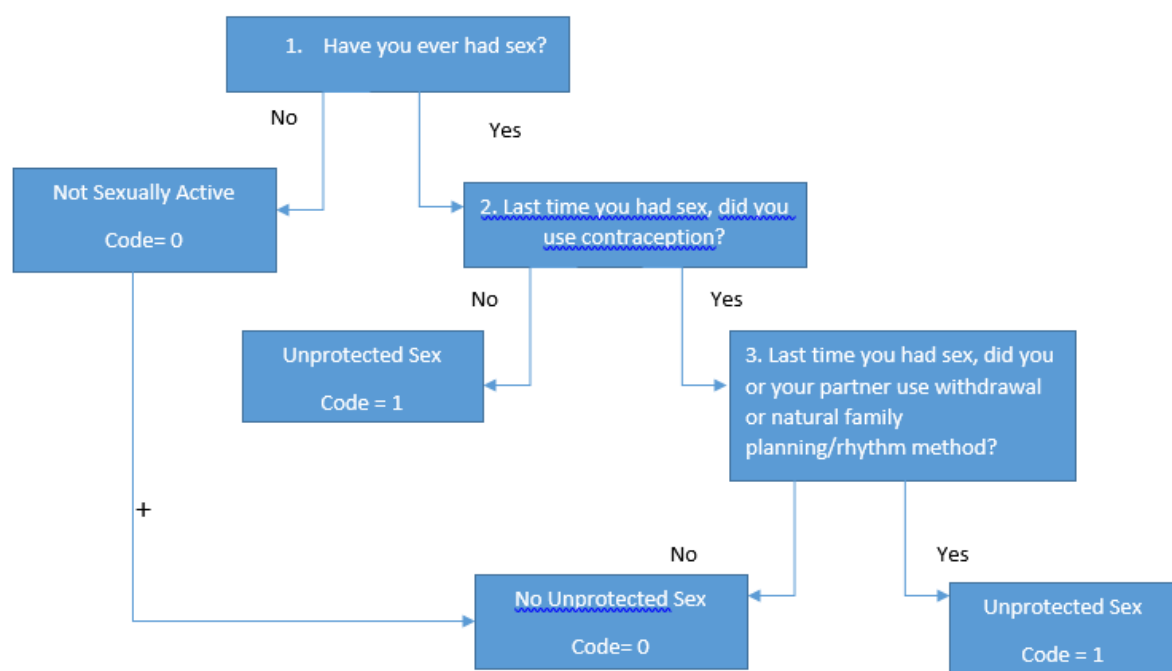 1. Have you ever had sex?
No
Yes
Not Sexually Active
Code= 0
2. Last time you had sex, did you
use contraception?
No
Yes
Unprotected Sex
Code = 1
3. Last time you had sex, did you
or your partner use withdrawal
or natural family
planning/rhythm method?
+
No
Yes
No Unprotected Sex
Code= 0
Unprotected Sex
Code = 1